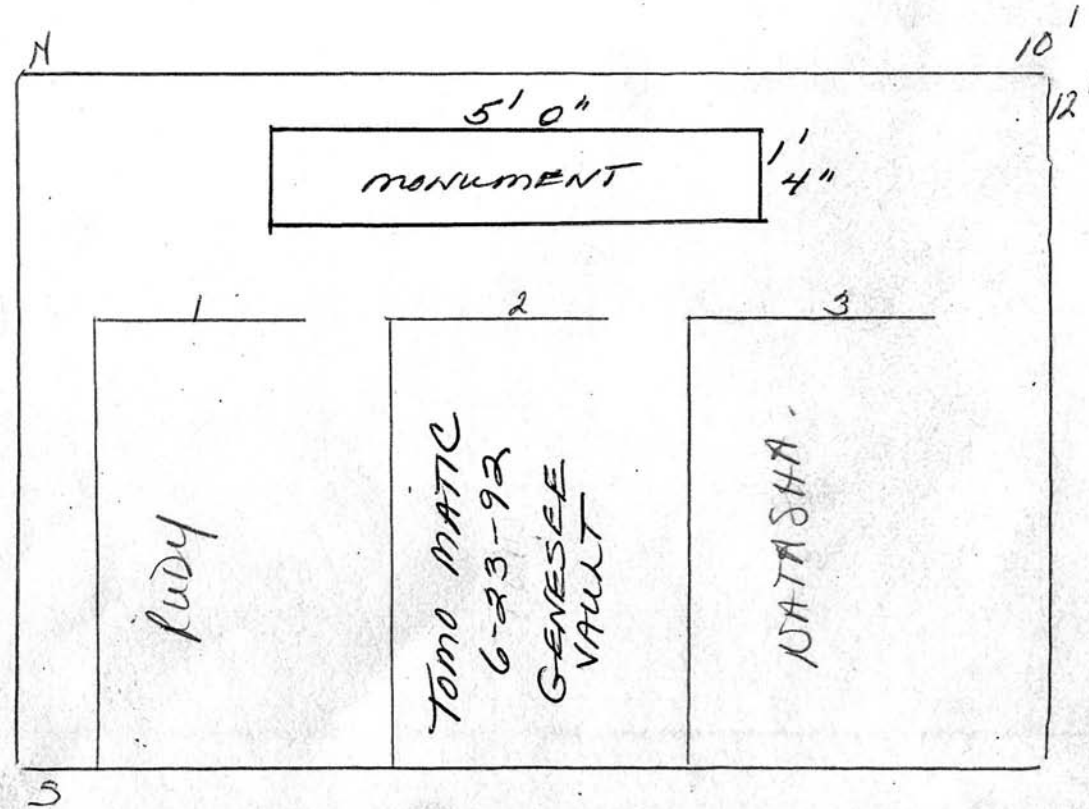 N
10'
12'
5' 0"
MONUMENT
1'
4"
1
2
3
RUDY
TOMO MATIC
6-23-92
GENESEE
VAULT
NATASHA
S